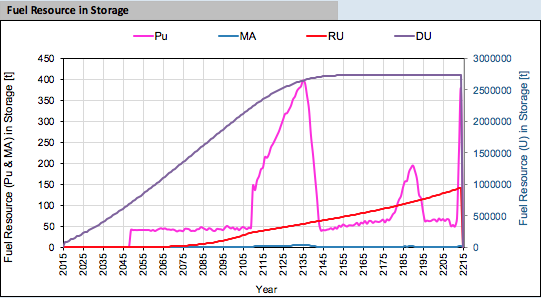 Fuel Resource in Storage
Pu MA RU DU
Fuel Resource (Pu & MA) in Storage [t]
450
400
350
300
250
200
150
100
50
0
3000000
2500000
2000000
1500000
1000000
500000
0
Fuel Resource (U) in Storage [t]
2015 2025 2035 2045 2055 2065 2075 2085 2095 2105 2115 2125 2135 2145 2155 2165 2175 2185 2195 2205 2215
Year